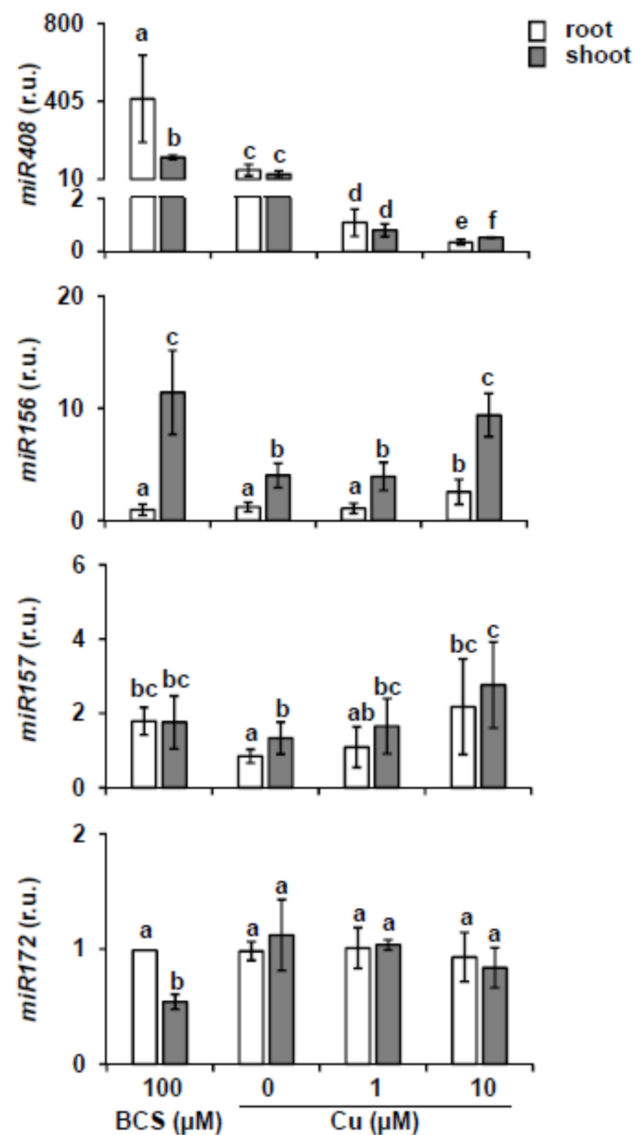 800
405
10
2
0
miR408 (r.u.)
root
shoot
a
b
c c
d d
e f
20
10
0
miR156 (r.u.)
a c
a b
a b
b c
6
4
2
0
miR157 (r.u.)
bc bc
a b
ab bc
bc c
2
1
0
miR172 (r.u.)
a b
a a
a a
a a
100 0 1 10
BCS (µM) Cu (µM)